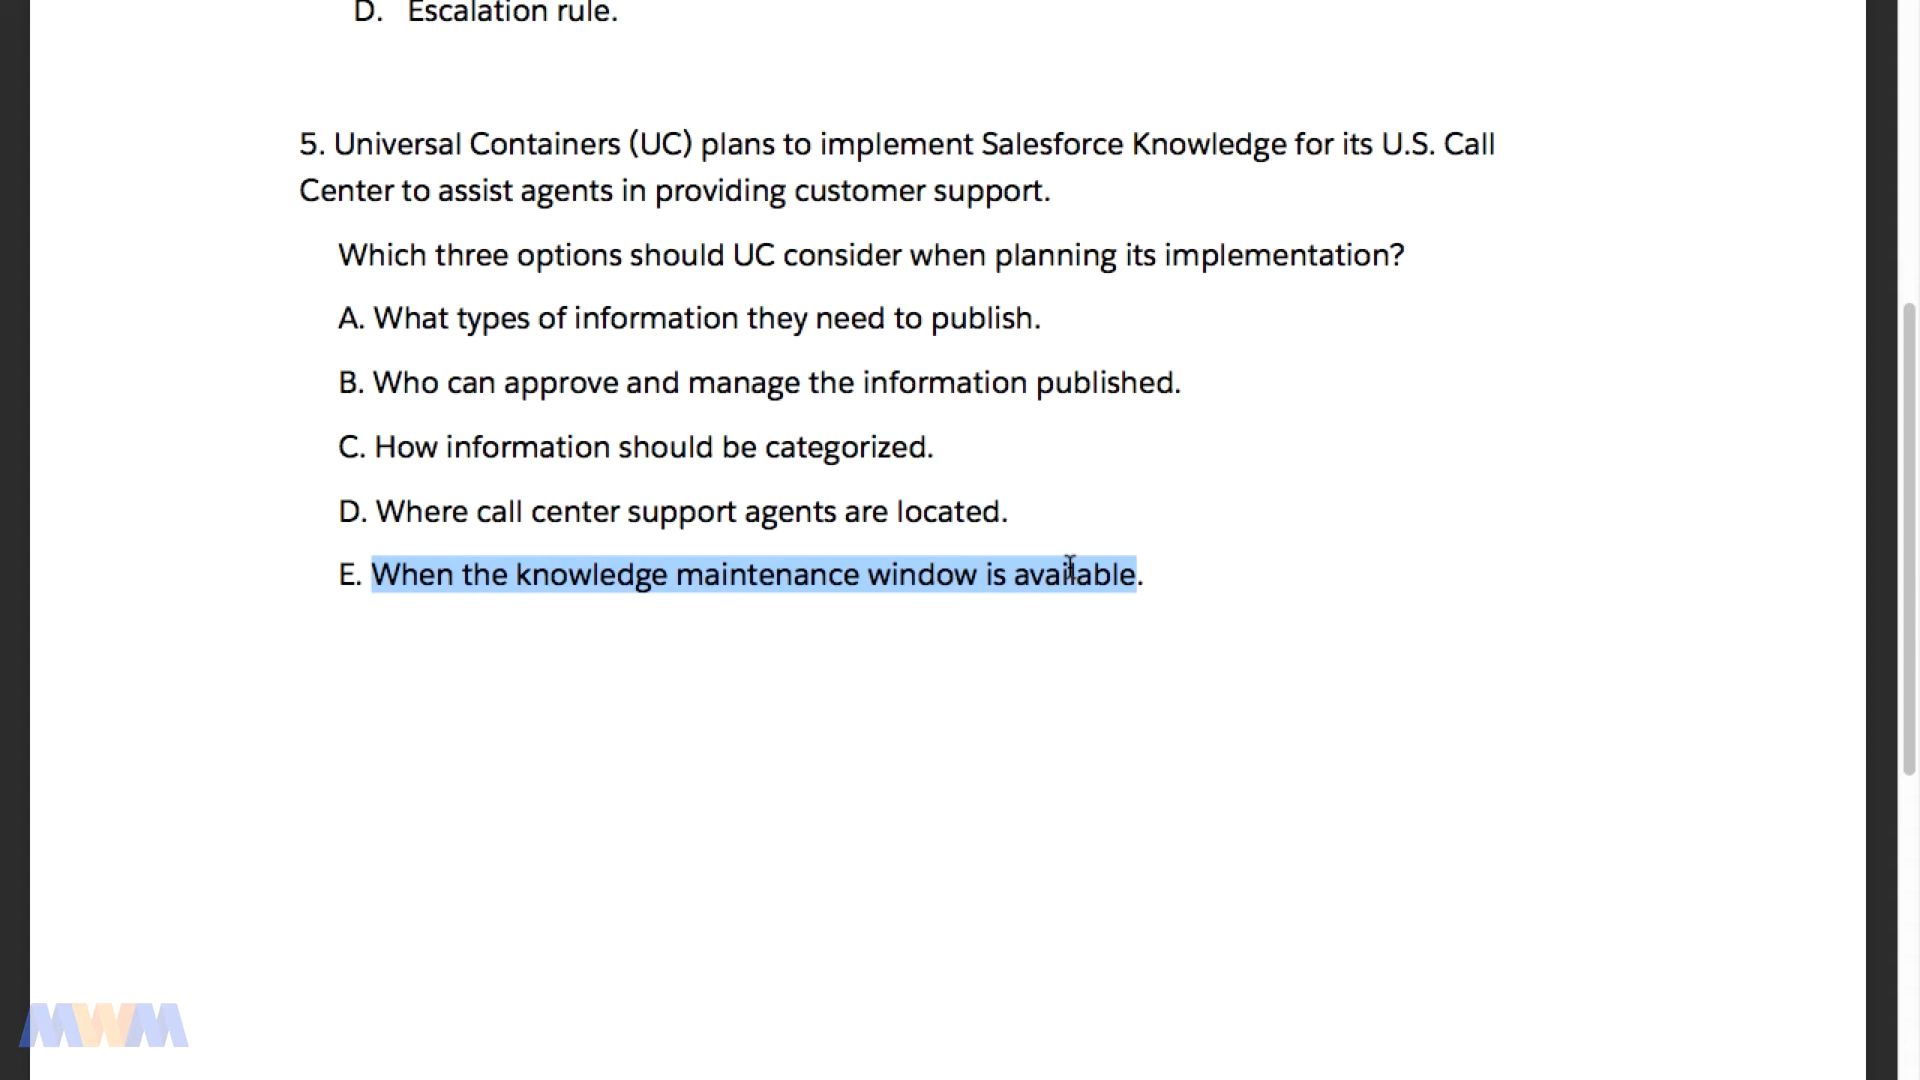 D. Escalation rule.
5. Universal Containers (UC) plans to implement Salesforce Knowledge for its U.S. Call
Center to assist agents in providing customer support.
Which three options should UC consider when planning its implementation?
A. What types of information they need to publish.
B. Who can approve and manage the information published.
C. How information should be categorized.
D. Where call center support agents are located.
E. When the knowledge maintenance window is available.
MWM